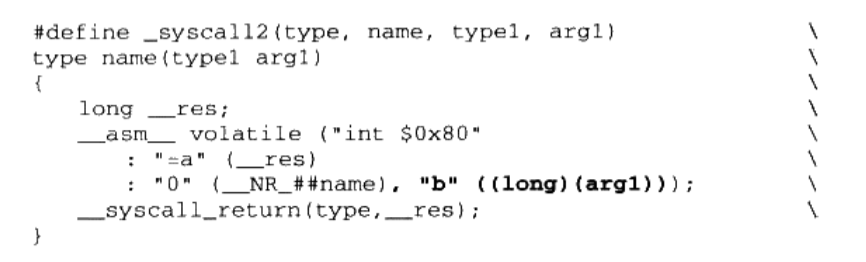 #define _syscall2(type, name, type1, arg1) \
type name(type1 arg1) \
{ \
    long __res; \
    __asm__ volatile ("int $0x80" \
        : "=a" (__res) \
        : "0" (__NR_##name), "b" ((long)(arg1))); \
    __syscall_return(type,__res); \
}